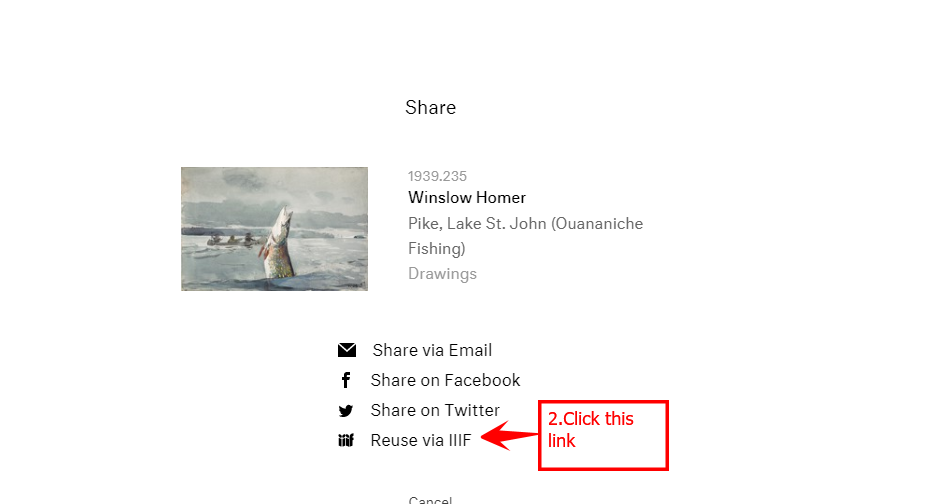 Share
1939.235
Winslow Homer
Pike, Lake St. John (Ouananiche
Fishing)
Drawings
Share via Email
Share on Facebook
Share on Twitter
Reuse via IIIF
2.Click this
link
Cancel